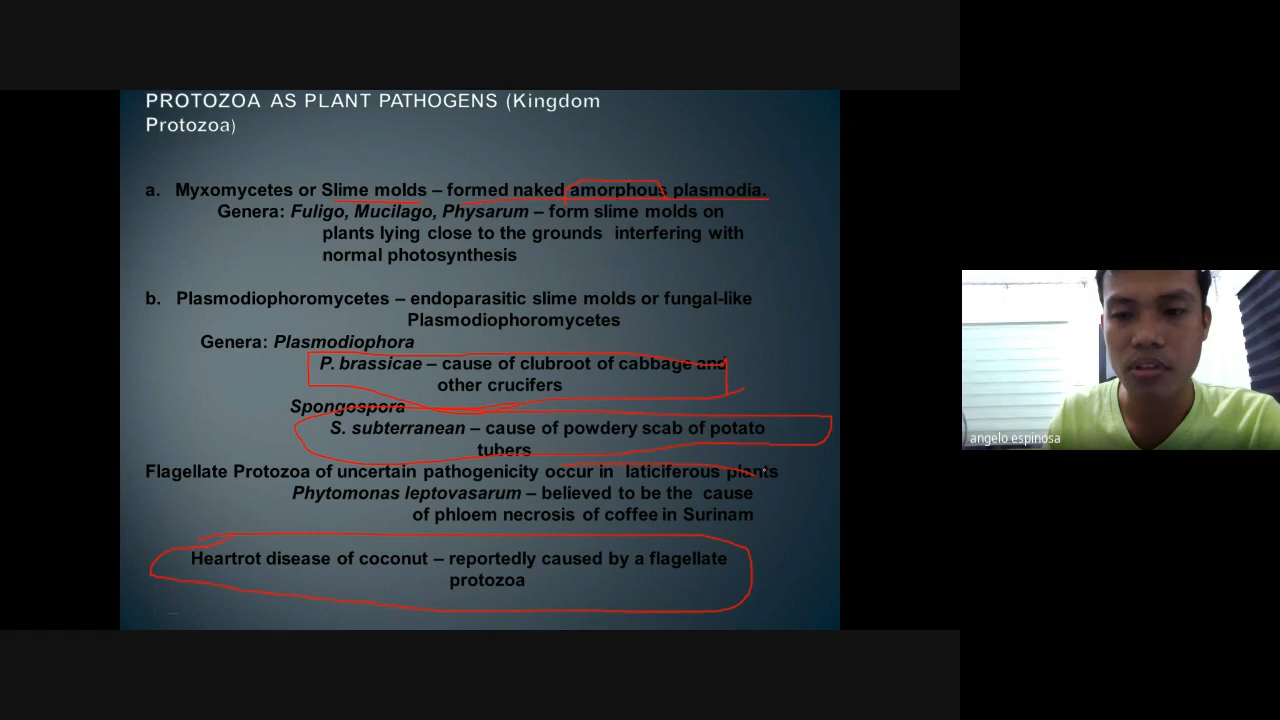 PROTOZOA AS PLANT PATHOGENS (Kingdom
Protozoa)
a. Myxomycetes or Slime molds – formed naked amorphous plasmodia.
Genera: Fuligo, Mucilago, Physarum – form slime molds on
plants lying close to the grounds interfering with
normal photosynthesis
b. Plasmodiophoromycetes – endoparasitic slime molds or fungal-like
Plasmodiophoromycetes
Genera: Plasmodiophora
P. brassicae – cause of clubroot of cabbage and
other crucifers
Spongospora
S. subterranean – cause of powdery scab of potato
tubers
Flagellate Protozoa of uncertain pathogenicity occur in laticiferous plants
Phytomonas leptovasarum – believed to be the cause
of phloem necrosis of coffee in Surinam
Heartrot disease of coconut – reportedly caused by a flagellate
protozoa
angelo espinosa